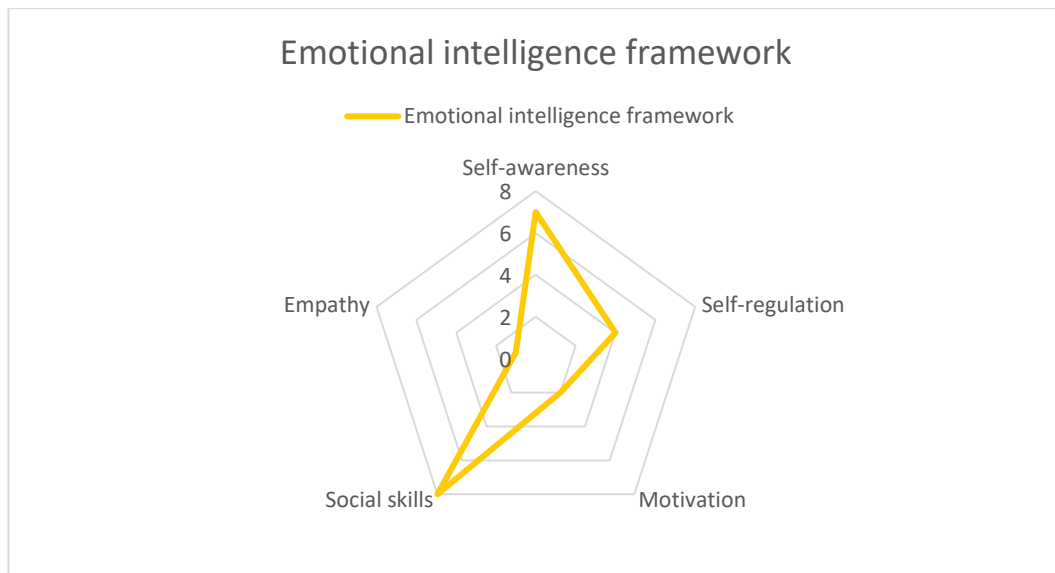 Emotional intelligence framework
Emotional intelligence framework
Self-awareness
8
6
4
2
0
Empathy
Self-regulation
Social skills
Motivation